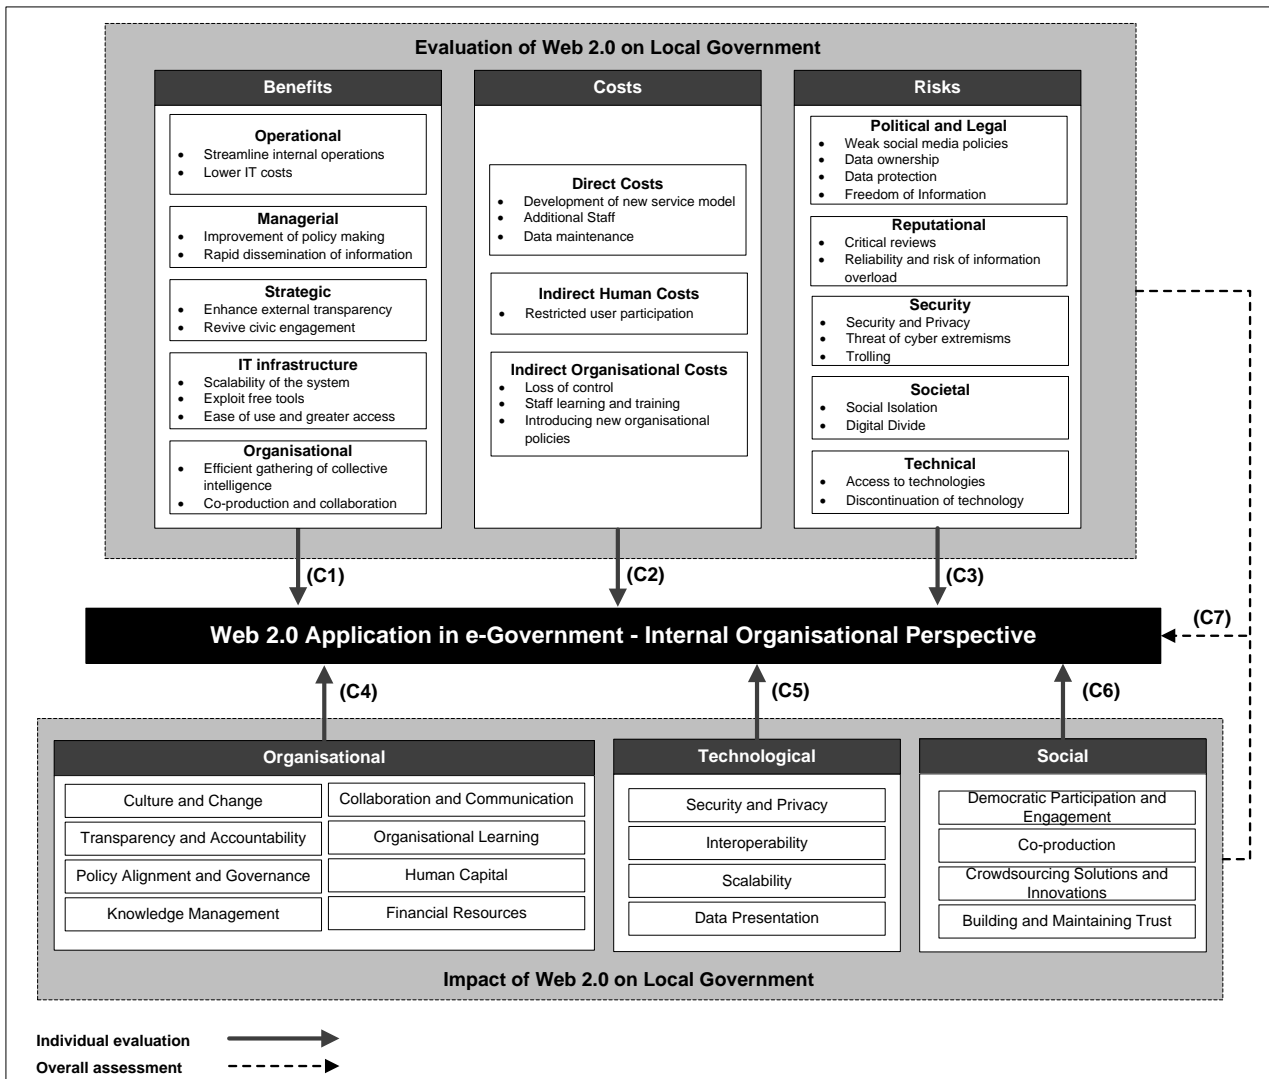 Evaluation of Web 2.0 on Local Government
Benefits
Operational
• Streamline internal operations
• Lower IT costs
Managerial
• Improvement of policy making
• Rapid dissemination of information
Strategic
• Enhance external transparency
• Revive civic engagement
IT infrastructure
• Scalability of the system
• Exploit free tools
• Ease of use and greater access
Organisational
• Efficient gathering of collective
intelligence
• Co-production and collaboration
Costs
Direct Costs
• Development of new service model
• Additional Staff
• Data maintenance
Indirect Human Costs
• Restricted user participation
Indirect Organisational Costs
• Loss of control
• Staff learning and training
• Introducing new organisational
policies
Risks
Political and Legal
• Weak social media policies
• Data ownership
• Data protection
• Freedom of Information
Reputational
• Critical reviews
• Reliability and risk of information
overload
Security
• Security and Privacy
• Threat of cyber extremisms
• Trolling
Societal
• Social Isolation
• Digital Divide
Technical
• Access to technologies
• Discontinuation of technology
(C1)
(C2)
(C3)
Web 2.0 Application in e-Government - Internal Organisational Perspective
(C7)
(C4)
(C5)
(C6)
Organisational
Culture and Change
Transparency and Accountability
Policy Alignment and Governance
Knowledge Management
Collaboration and Communication
Organisational Learning
Human Capital
Financial Resources
Technological
Security and Privacy
Interoperability
Scalability
Data Presentation
Social
Democratic Participation and
Engagement
Co-production
Crowdsourcing Solutions and
Innovations
Building and Maintaining Trust
Impact of Web 2.0 on Local Government
Individual evaluation
Overall assessment